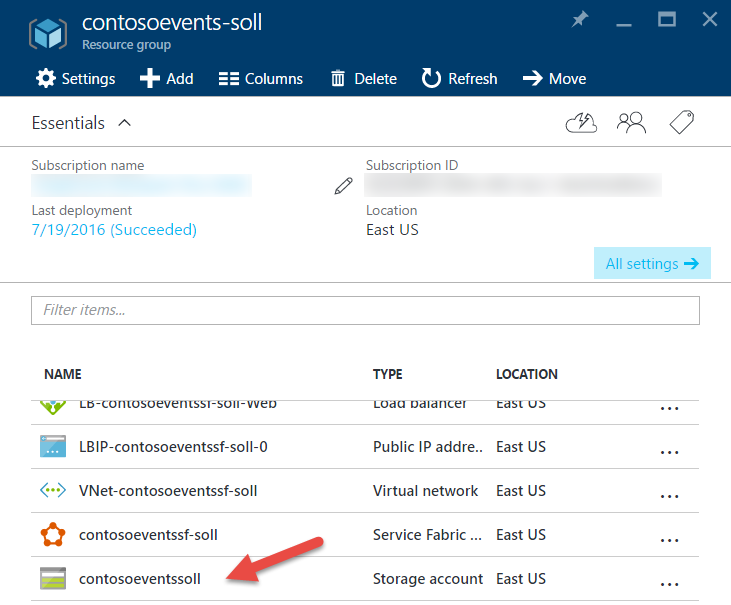 contosoevents-soll
Resource group
Settings Add Columns Delete Refresh Move
Essentials
Subscription name Subscription ID
Last deployment Location
7/19/2016 (Succeeded) East US
All settings
Filter items...
NAME TYPE LOCATION
LB-contosoeventssf-soll-Web Load balancer East US ...
LBIP-contosoeventssf-soll-0 Public IP addre.. East US ...
VNet-contosoeventssf-soll Virtual network East US ...
contosoeventssf-soll Service Fabric ... East US ...
contosoeventssoll Storage account East US ...